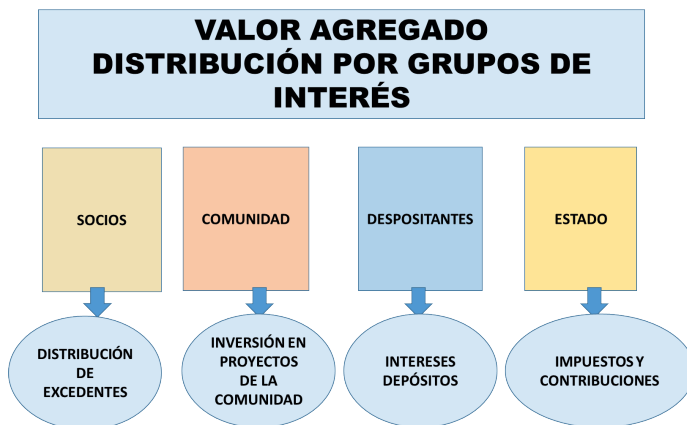 VALOR AGREGADO
DISTRIBUCIÓN POR GRUPOS DE
INTERÉS
SOCIOS
COMUNIDAD
DESPOSITANTES
ESTADO
DISTRIBUCIÓN
DE
EXCEDENTES
INVERSIÓN EN
PROYECTOS
DE LA
COMUNIDAD
INTERESES
DEPÓSITOS
IMPUESTOS Y
CONTRIBUCIONES